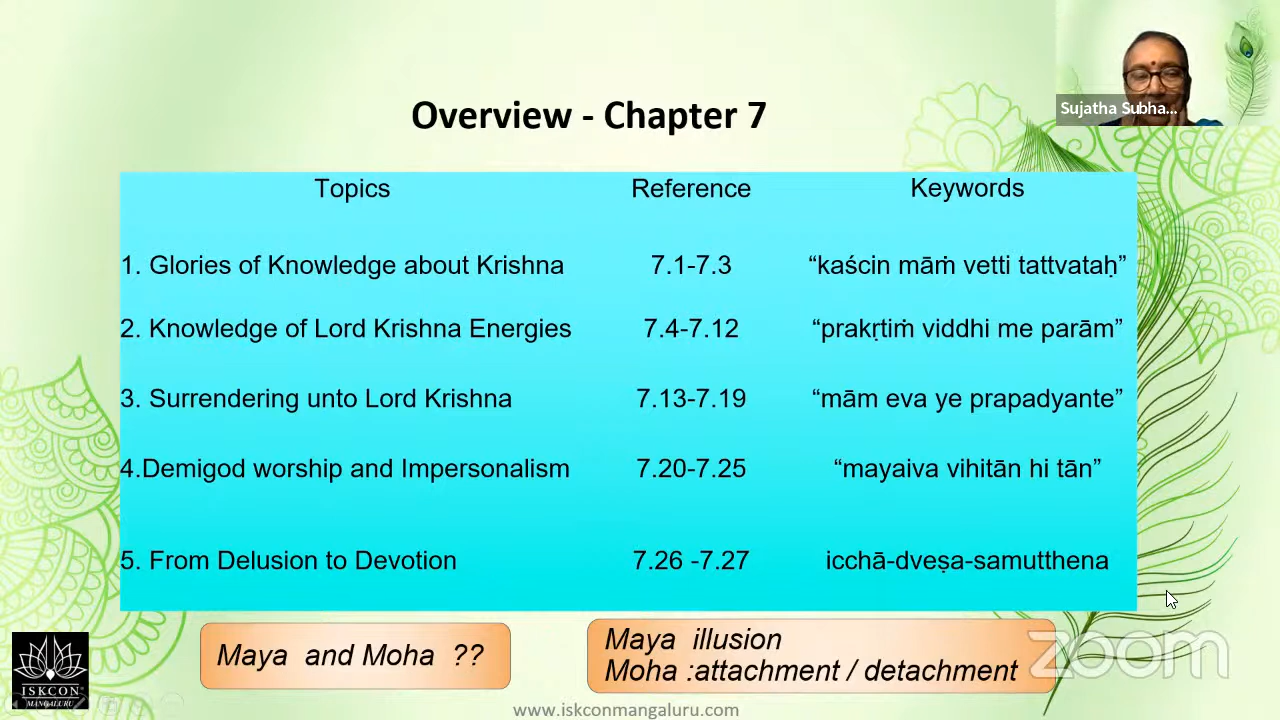 Sujatha Subha...
Overview - Chapter 7
Topics Reference Keywords
1. Glories of Knowledge about Krishna 7.1-7.3 “kaścin māṁ vetti tattvataḥ”
2. Knowledge of Lord Krishna Energies 7.4-7.12 “prakṛtiṁ viddhi me parām”
3. Surrendering unto Lord Krishna 7.13-7.19 “mām eva ye prapadyante”
4.Demigod worship and Impersonalism 7.20-7.25 “mayaiva vihitān hi tān”
5. From Delusion to Devotion 7.26 -7.27 icchā-dveṣa-samutthena
Maya and Moha ??
Maya illusion
Moha :attachment / detachment
zoom
ISKCON
MANGALURU
www.iskconmangaluru.com